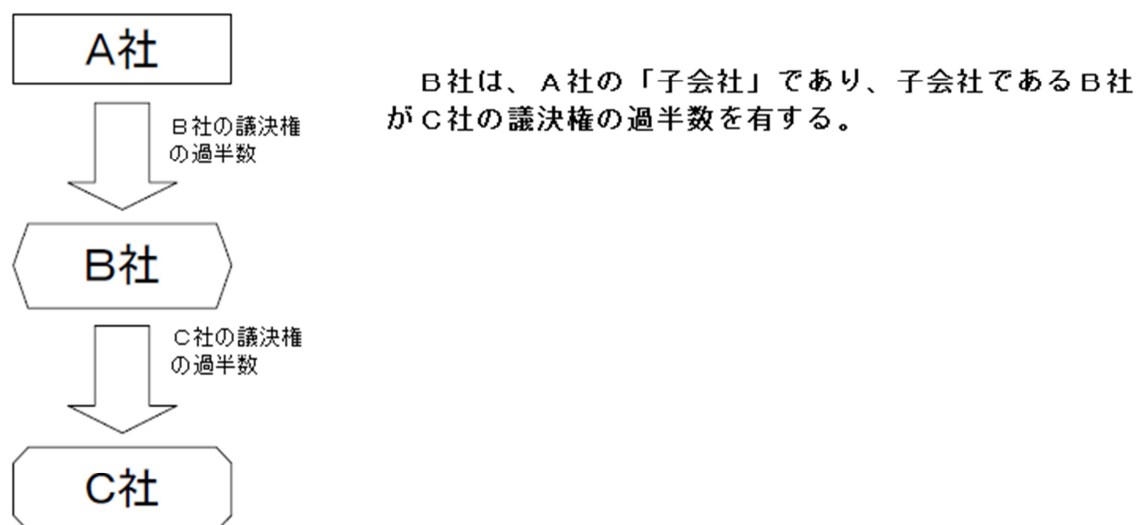 A社
B社は、A社の「子会社」であり、子会社であるB社
がC社の議決権の過半数を有する。
B社の議決権
の過半数
B社
C社の議決権
の過半数
C社